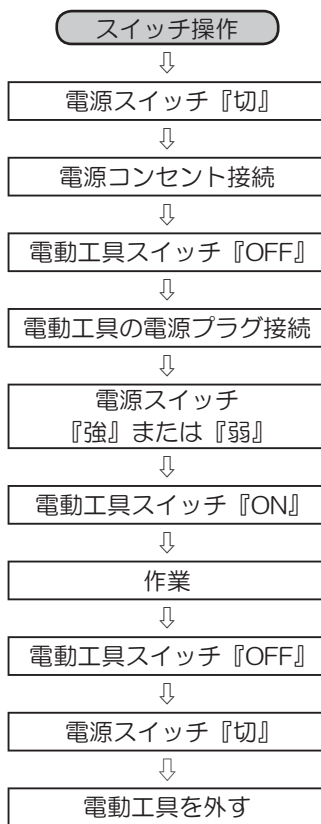 スイッチ操作
⇩
電源スイッチ『切』
⇩
電源コンセント接続
⇩
電動工具スイッチ『OFF』
⇩
電動工具の電源プラグ接続
⇩
電源スイッチ
『強』または『弱』
⇩
電動工具スイッチ『ON』
⇩
作業
⇩
電動工具スイッチ『OFF』
⇩
電源スイッチ『切』
⇩
電動工具を外す